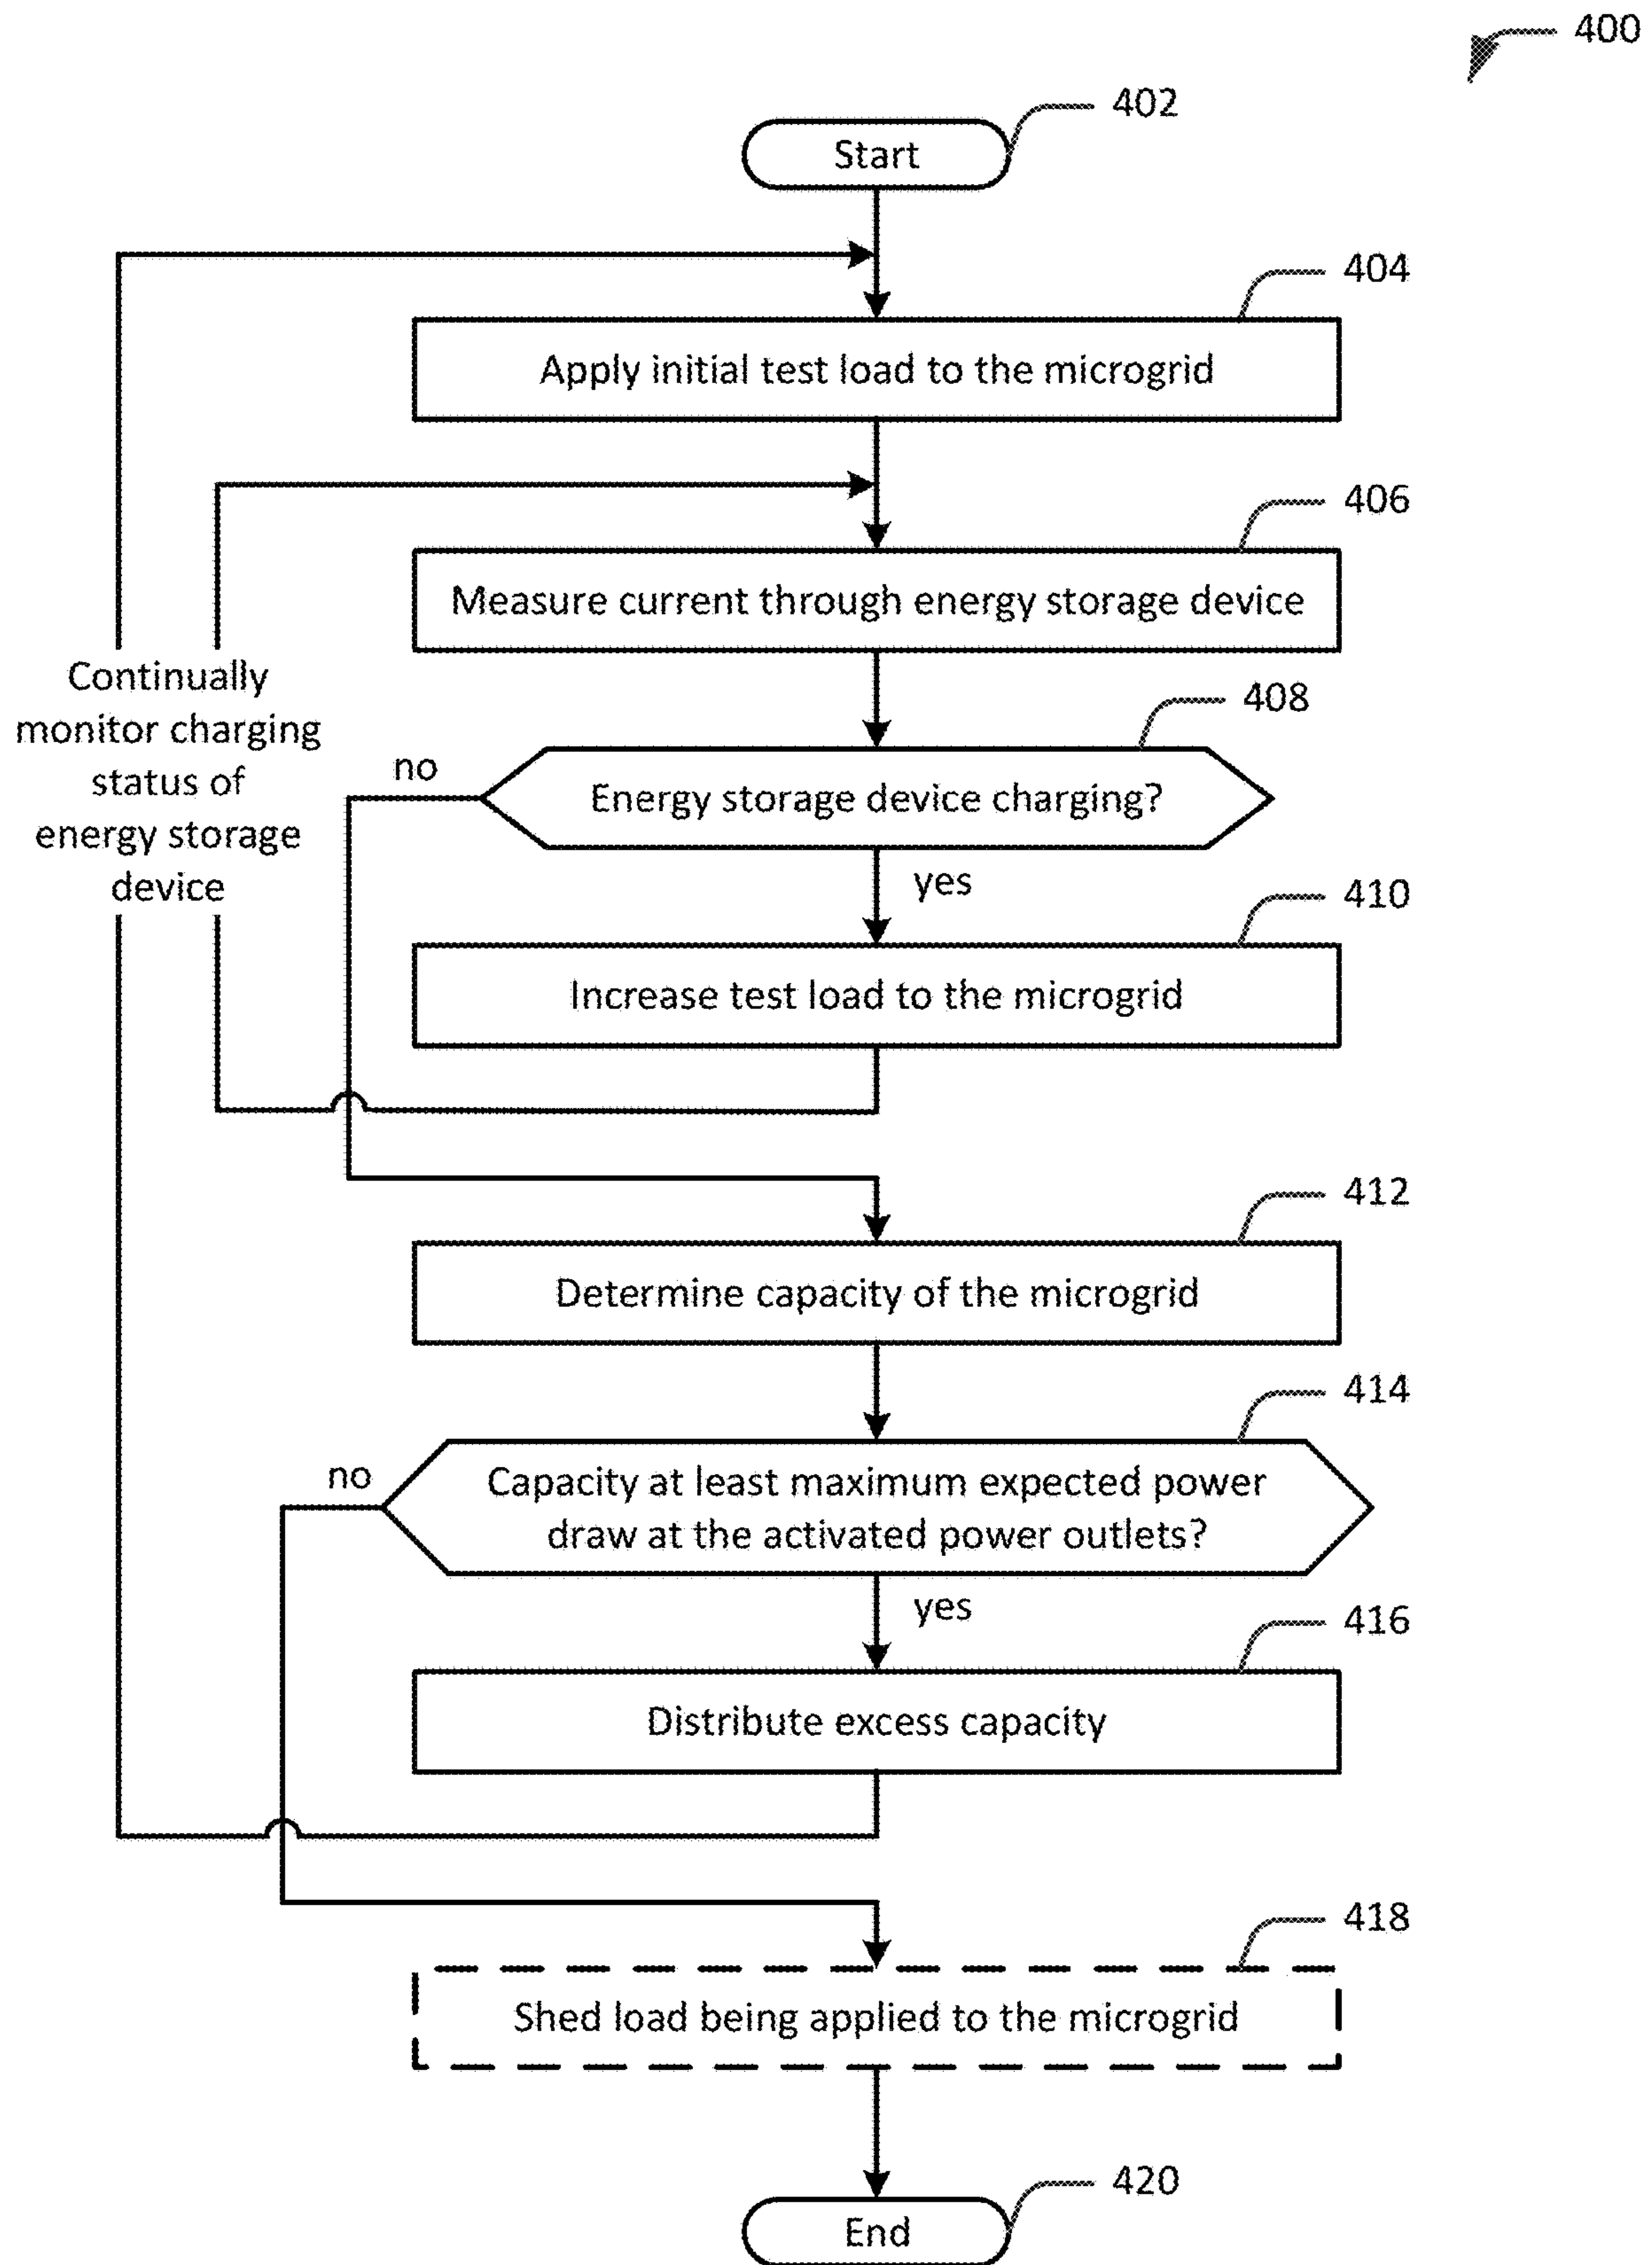 400
402
Start
404
Apply initial test load to the microgrid
406
Measure current through energy storage device
Continually
monitor charging
status of
energy storage
device
408
no
Energy storage device charging?
yes
410
Increase test load to the microgrid
412
Determine capacity of the microgrid
414
no
Capacity at least maximum expected power
draw at the activated power outlets?
yes
416
Distribute excess capacity
418
Shed load being applied to the microgrid
420
End